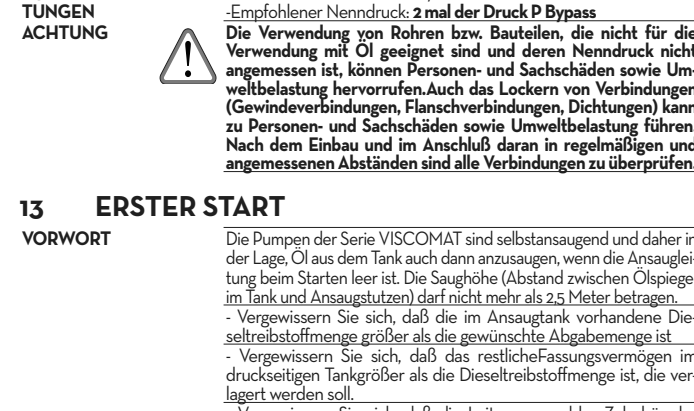 TUNGEN
-Empfohlener Nenndruck: 2 mal der Druck P Bypass
ACHTUNG
Die Verwendung von Rohren bzw. Bauteilen, die nicht für die
Verwendung mit Öl geeignet sind und deren Nenndruck nicht
angemessen ist, können Personen- und Sachschäden sowie Um-
weltbelastung hervorrufen.Auch das Lockern von Verbindungen
(Gewindeverbindungen, Flanschverbindungen, Dichtungen) kann
zu Personen- und Sachschäden sowie Umweltbelastung führen.
Nach dem Einbau und im Anschluß daran in regelmäßigen und
angemessenen Abständen sind alle Verbindungen zu überprüfen.
13 ERSTER START
VORWORT
Die Pumpen der Serie VISCOMAT sind selbstansaugend und daher in
der Lage, Öl aus dem Tank auch dann anzusaugen, wenn die Ansauglei-
tung beim Starten leer ist. Die Saughöhe (Abstand zwischen Ölspiegel
im Tank und Ansaugstutzen) darf nicht mehr als 2,5 Meter betragen.
- Vergewissern Sie sich, daß die im Ansaugtank vorhandene Die-
seltreibstoffmenge größer als die gewünschte Abgabemenge ist
- Vergewissern Sie sich, daß das restlicheFassungsvermögen im
druckseitigen Tankgrößer als die Dieseltreibstoffmenge ist, die ver-
lagert werden soll.